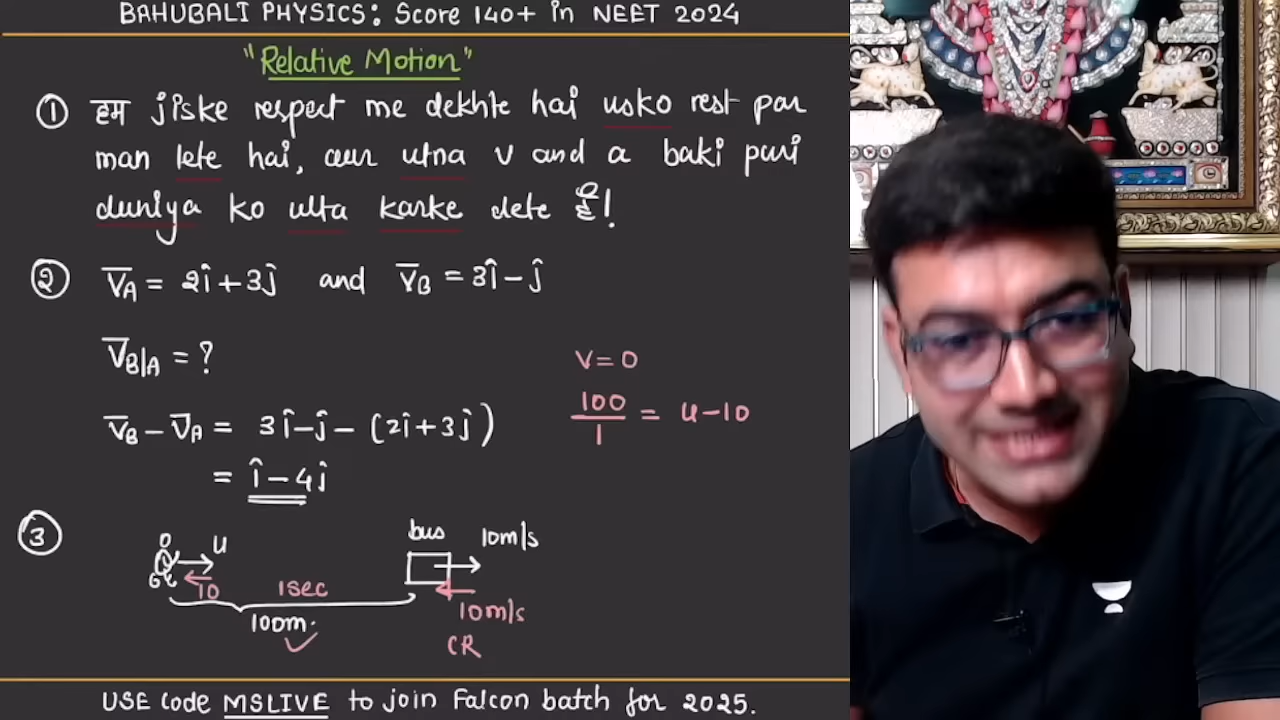 BAHUBALI PHYSICS: Score 140+ in NEET 2024
"Relative Motion"
① हम jiske respect me dekhte hai usko rest par
man lete hai, aur utna v and a baki puri
duniya ko ulta karke dete है!
② V̅A = 2î+3ĵ and V̅B = 3î-ĵ
V̅B|A = ?
V̅B - V̅A = 3î-ĵ-(2î+3ĵ)
= î-4ĵ
V=0
100/1 = u-10
③
u
bus
10m/s
10
1sec
10m/s
100m.
CR
USE Code MSLIVE to join Falcon batch for 2025.